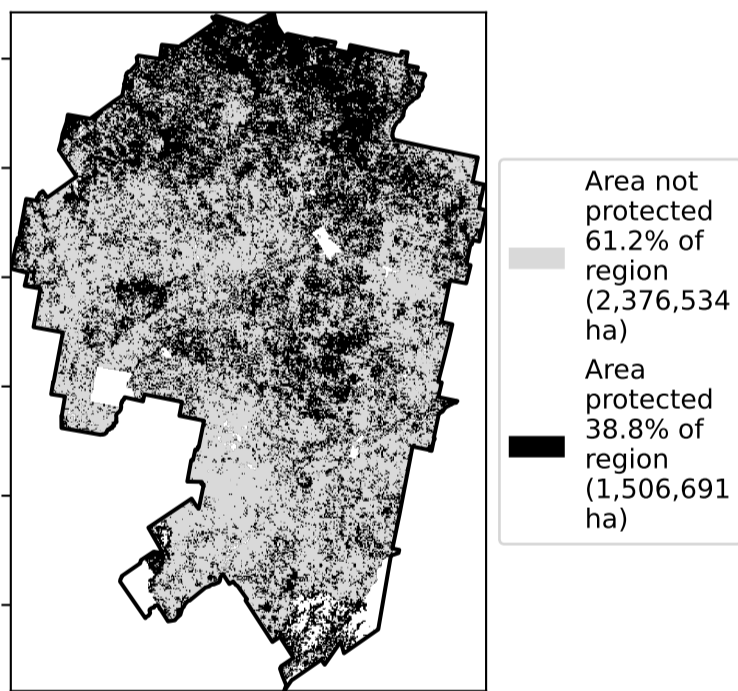 Area not
protected
61.2% of
region
(2,376,534
ha)
Area
protected
38.8% of
region
(1,506,691
ha)